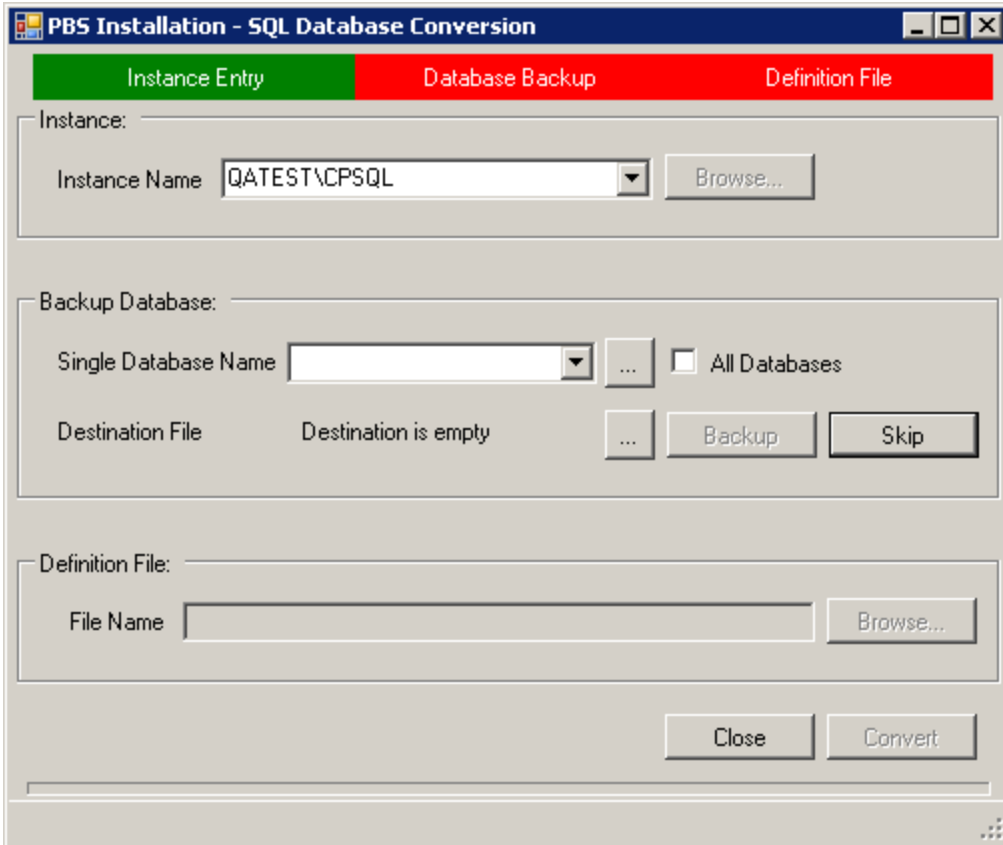 PBS Installation - SQL Database Conversion
Instance Entry Database Backup Definition File
Instance:
Instance Name QATEST\CPSQL Browse...
Backup Database:
Single Database Name ... All Databases
Destination File Destination is empty ... Backup Skip
Definition File:
File Name Browse...
Close Convert